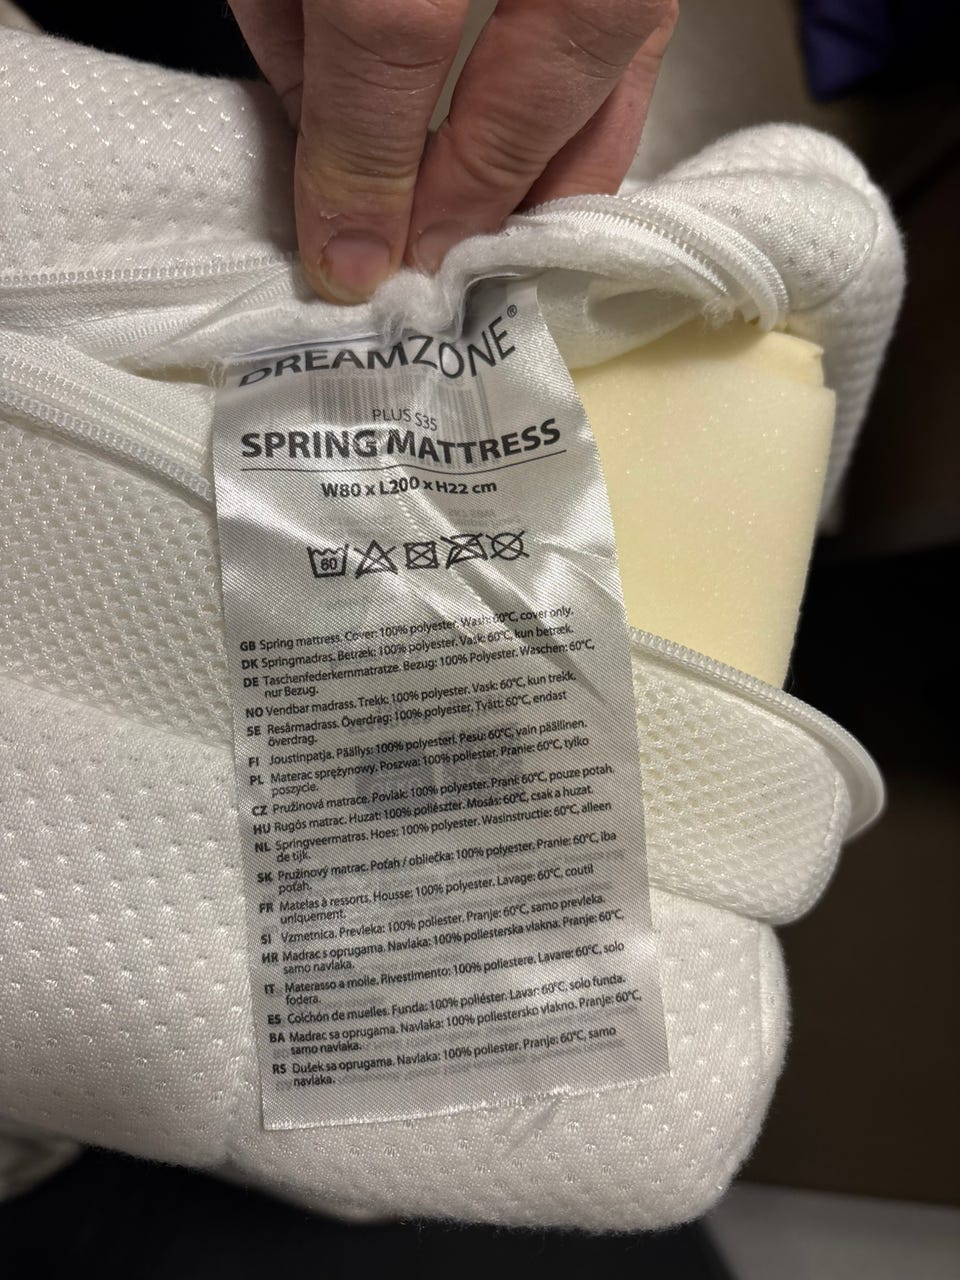 DREAMZONE®
PLUS S35
SPRING MATTRESS
W80 x L200 x H22 cm
60
GB Spring mattress. Cover: 100% polyester. Wash: 60°C, cover only.
DK Springmadras. Betræk: 100% polyester. Vask: 60°C, kun betræk.
DE Taschenfederkernmatratze. Bezug: 100% Polyester. Waschen: 60°C,
nur Bezug.
NO Vendbar madrass. Trekk: 100% polyester. Vask: 60°C, kun trekk.
SE Resårmadrass. Överdrag: 100% polyester. Tvätt: 60°C, endast
överdrag.
FI Joustinpatja. Päällys: 100% polyesteri. Pesu: 60°C, vain päällinen.
PL Materac sprężynowy. Poszwa: 100% poliester. Pranie: 60°C, tylko
poszycie.
CZ Pružinová matrace. Povlak: 100% polyester. Praní: 60°C, pouze potah.
HU Rugós matrac. Huzat: 100% poliészter. Mosás: 60°C, csak a huzat.
NL Springveermatras. Hoes: 100% polyester. Wasinstructie: 60°C, alleen
de tijk.
SK Pružinový matrac. Poťah / obliečka: 100% polyester. Pranie: 60°C, iba
poťah.
FR Matelas à ressorts. Housse: 100% polyester. Lavage: 60°C, coutil
uniquement.
SI Vzmetnica. Prevleka: 100% poliester. Pranje: 60°C, samo prevleka.
HR Madrac s oprugama. Navlaka: 100% poliesterska vlakna. Pranje: 60°C,
samo navlaka.
IT Materasso a molle. Rivestimento: 100% poliestere. Lavare: 60°C, solo
fodera.
ES Colchón de muelles. Funda: 100% poliéster. Lavar: 60°C, solo funda.
BA Madrac sa oprugama. Navlaka: 100% poliestersko vlakno. Pranje: 60°C,
samo navlaka.
RS Dušek sa oprugama. Navlaka: 100% poliester. Pranje: 60°C, samo
navlaka.